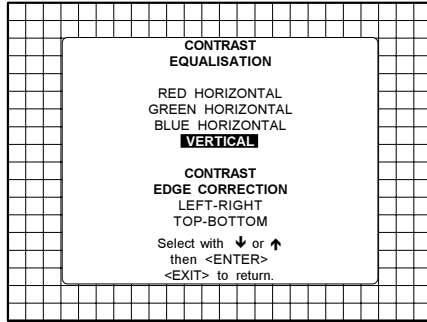 CONTRAST
EQUALISATION
RED HORIZONTAL
GREEN HORIZONTAL
BLUE HORIZONTAL
VERTICAL
CONTRAST
EDGE CORRECTION
LEFT-RIGHT
TOP-BOTTOM
Select with ↓ or ↑
then <ENTER>
<EXIT> to return.